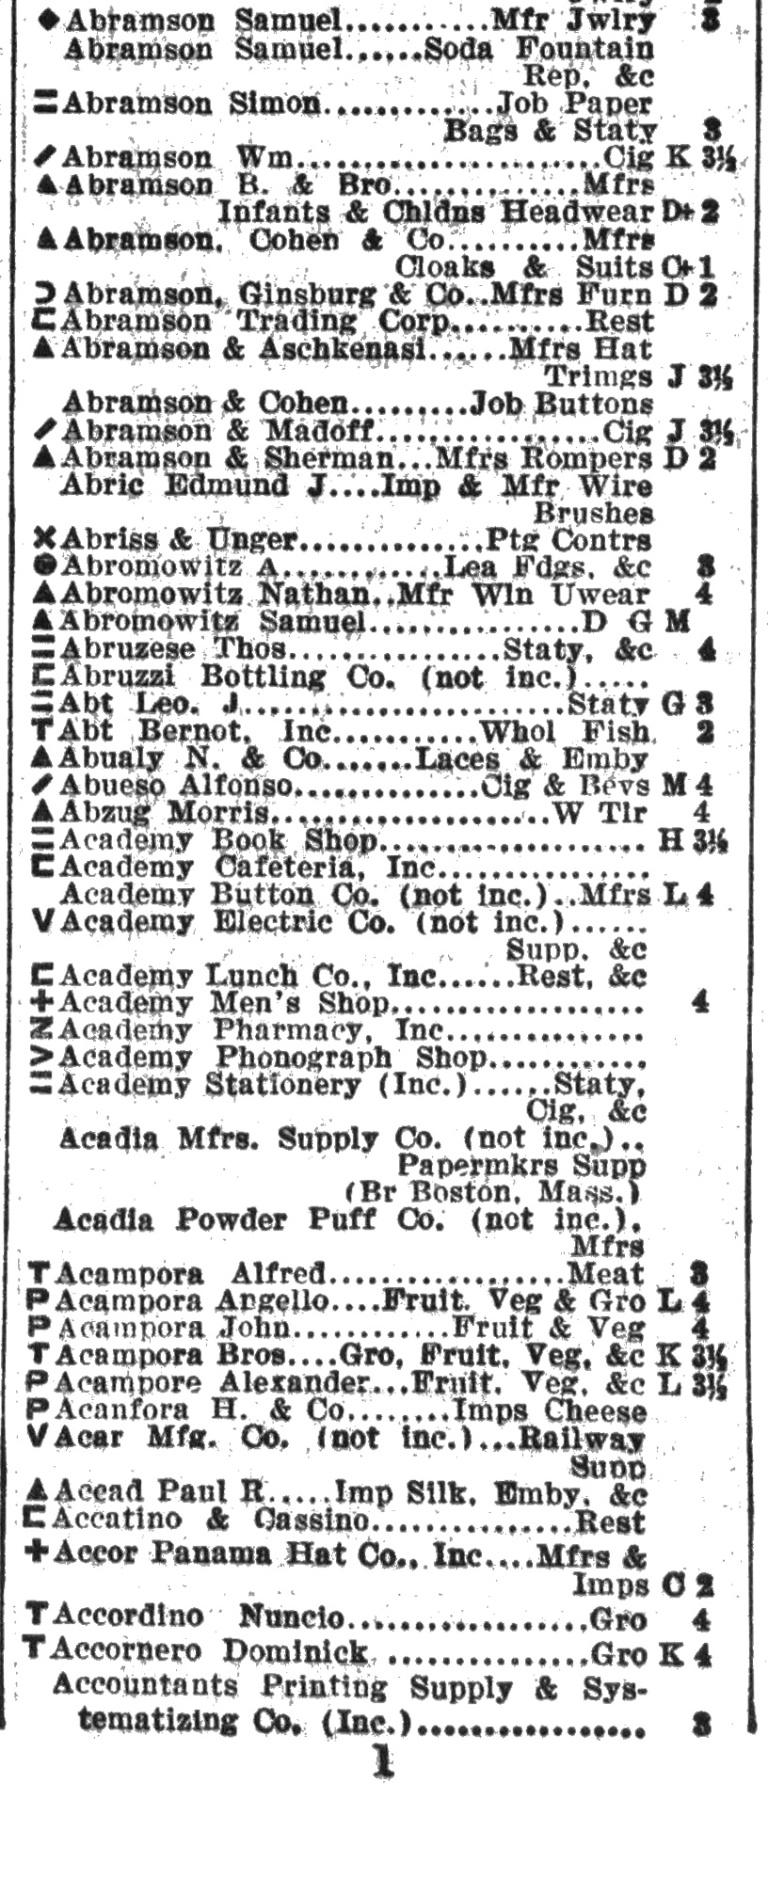 ◆Abramson Samuel...........Mfr Jwlry 3
Abramson Samuel......Soda Fountain
Rep, &c
=Abramson Simon.............Job Paper
Bags & Staty 3
Abramson Wm.......................Cig K 3½
▲Abramson B. & Bro..............Mfrs
Infants & Chldns Headwear D+ 2
▲Abramson, Cohen & Co..........Mfrs
Cloaks & Suits C+ 1
Abramson, Ginsburg & Co..Mfrs Furn D 2
Abramson Trading Corp..........Rest
▲Abramson & Aschkenasi......Mfrs Hat
Trimgs J 3½
Abramson & Cohen.........Job Buttons
Abramson & Madoff.................Cig J 3½
▲Abramson & Sherman...Mfrs Rompers D 2
Abric Edmund J....Imp & Mfr Wire
Brushes
×Abriss & Unger..............Ptg Contrs
Abromowitz A............Lea Fdgs, &c 3
▲Abromowitz Nathan..Mfr Wln Uwear 4
▲Abromowitz Samuel................D G M
=Abruzese Thos................Staty, &c 4
Abruzzi Bottling Co. (not inc.).....
=Abt Leo. J........................Staty G 3
TAbt Bernot, Inc...........Whol Fish 2
▲Abualy N. & Co.......Laces & Emby
Abueso Alfonso..............Cig & Bevs M 4
▲Abzug Morris.....................W Tlr 4
=Academy Book Shop.................... H 3½
Academy Cafeteria, Inc................
Academy Button Co. (not inc.)..Mfrs L 4
VAcademy Electric Co. (not inc.)......
Supp, &c
Academy Lunch Co., Inc......Rest, &c
+Academy Men's Shop................... 4
ZAcademy Pharmacy, Inc...............
>Academy Phonograph Shop............
=Academy Stationery (Inc.)......Staty,
Cig, &c
Acadia Mfrs. Supply Co. (not inc.)..
Papermkrs Supp
(Br Boston, Mass.)
Acadia Powder Puff Co. (not inc.).
Mfrs
TAcampora Alfred..................Meat 3
PAcampora Angello....Fruit, Veg & Gro L 4
PAcampora John............Fruit & Veg 4
TAcampora Bros....Gro, Fruit, Veg, &c K 3½
PAcampore Alexander...Fruit, Veg, &c L 3½
PAcanfora H. & Co........Imps Cheese
VAcar Mfg. Co. (not inc.)...Railway
Supp
▲Accad Paul R.....Imp Silk, Emby, &c
Accatino & Cassino...............Rest
+Accor Panama Hat Co., Inc....Mfrs &
Imps C 2
TAccordino Nuncio..................Gro 4
TAccornero Dominick ...............Gro K 4
Accountants Printing Supply & Sys-
tematizing Co. (Inc.).................. 3
1